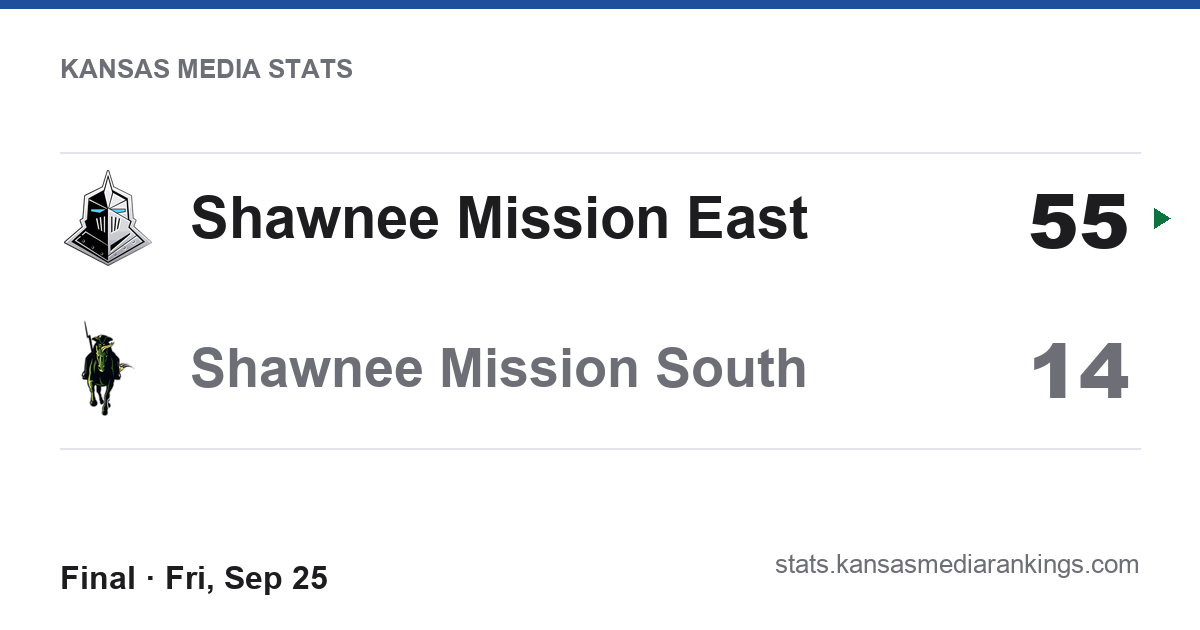 KANSAS MEDIA STATS
Shawnee Mission East 55
Shawnee Mission South 14
Final · Fri, Sep 25
stats.kansasmediarankings.com